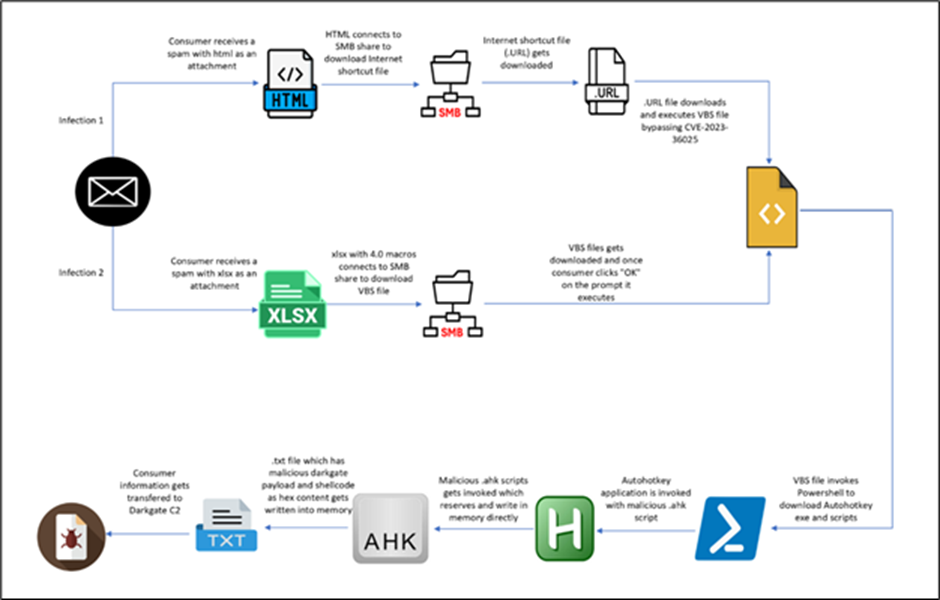 Consumer receives a
spam with html as an
attachment
HTML connects to
SMB share to
download Internet
shortcut file
Internet shortcut file
(.URL) gets
downloaded
</>
HTML
SMB
.URL
.URL file downloads
and executes VBS file
bypassing CVE-2023-
36025
Infection 1
<>
Infection 2
Consumer receives a
spam with xlsx as an
attachment
xlsx with 4.0 macros
connects to SMB
share to download
VBS file
VBS files gets
downloaded and once
consumer clicks "OK"
on the prompt it
executes
XLSX
SMB
Consumer
information gets
transfered to
Darkgate C2
.txt file which has
malicious darkgate
payload and shellcode
as hex content gets
written into memory
Malicious .ahk scripts
gets invoked which
reserves and write in
memory directly
Autohotkey
application is invoked
with malicious .ahk
script
VBS file invokes
Powershell to
download Autohotkey
exe and scripts
TXT
AHK
H